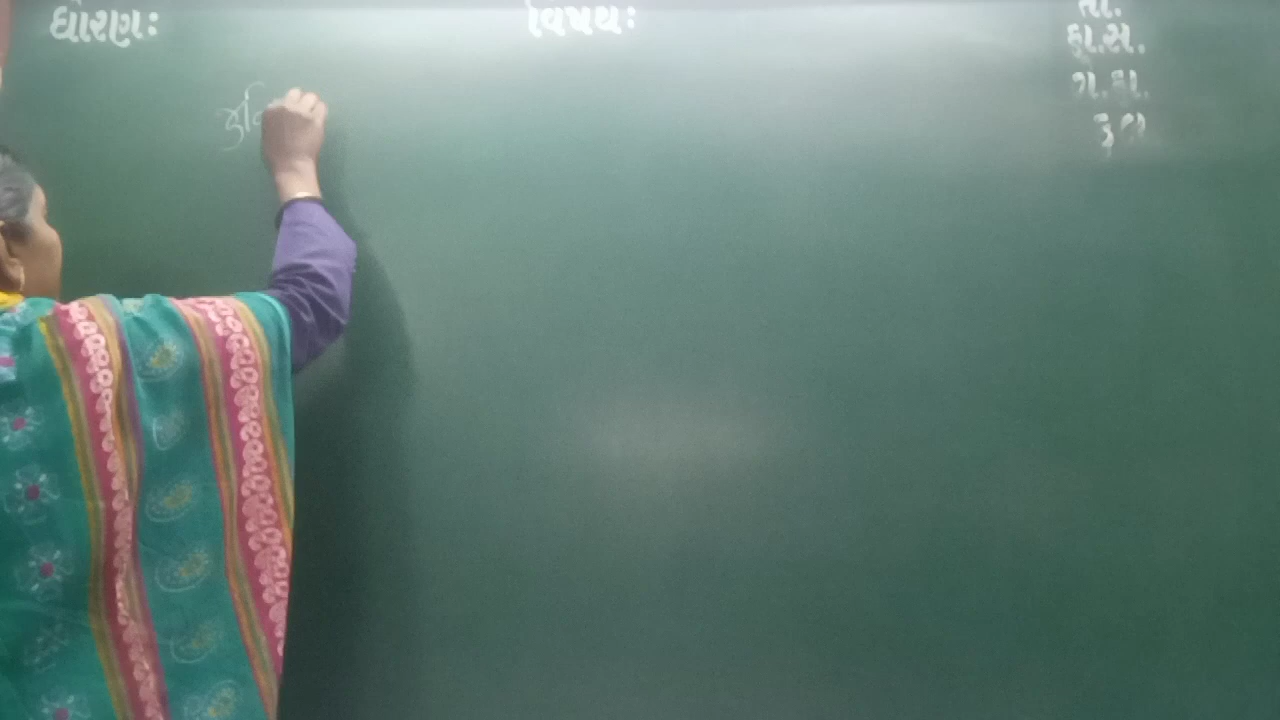 ધોરણઃ
વિષયઃ
તા.
હા.સ.
ગ.હા.
કુલ